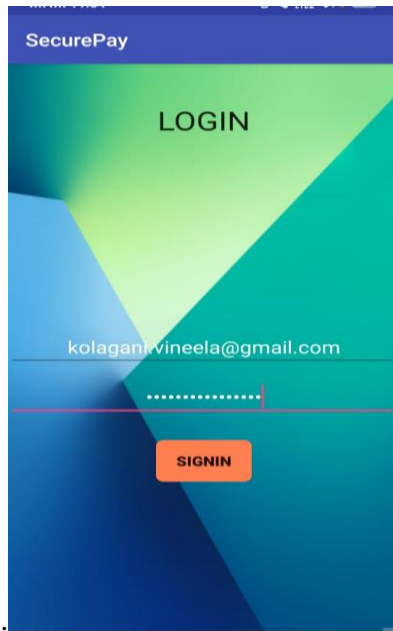 SecurePay
LOGIN
kolagani.vineela@gmail.com
••••••••••••••••
SIGNIN